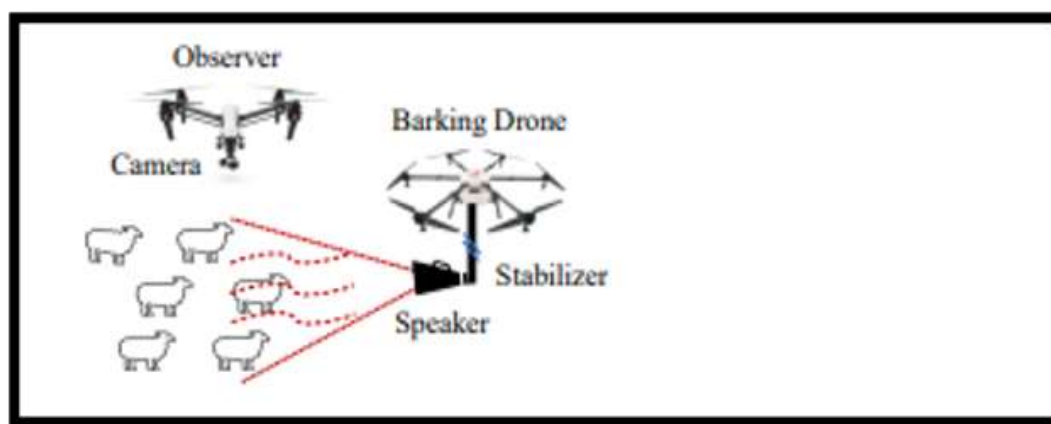 Observer
Barking Drone
Camera
Stabilizer
Speaker